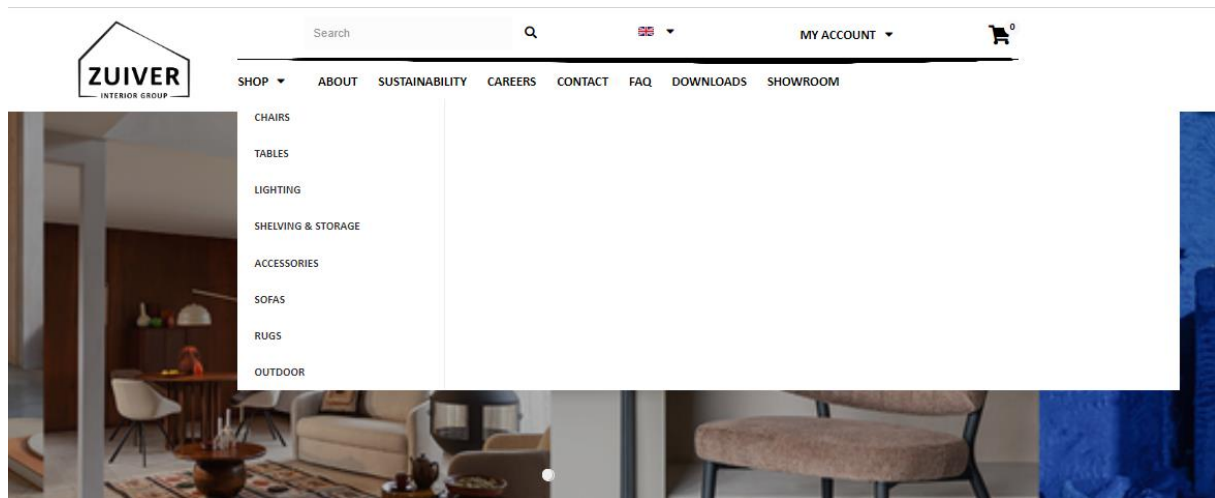 ZUIVER
INTERIOR GROUP
Search
MY ACCOUNT
0
SHOP ABOUT SUSTAINABILITY CAREERS CONTACT FAQ DOWNLOADS SHOWROOM
CHAIRS
TABLES
LIGHTING
SHELVING & STORAGE
ACCESSORIES
SOFAS
RUGS
OUTDOOR